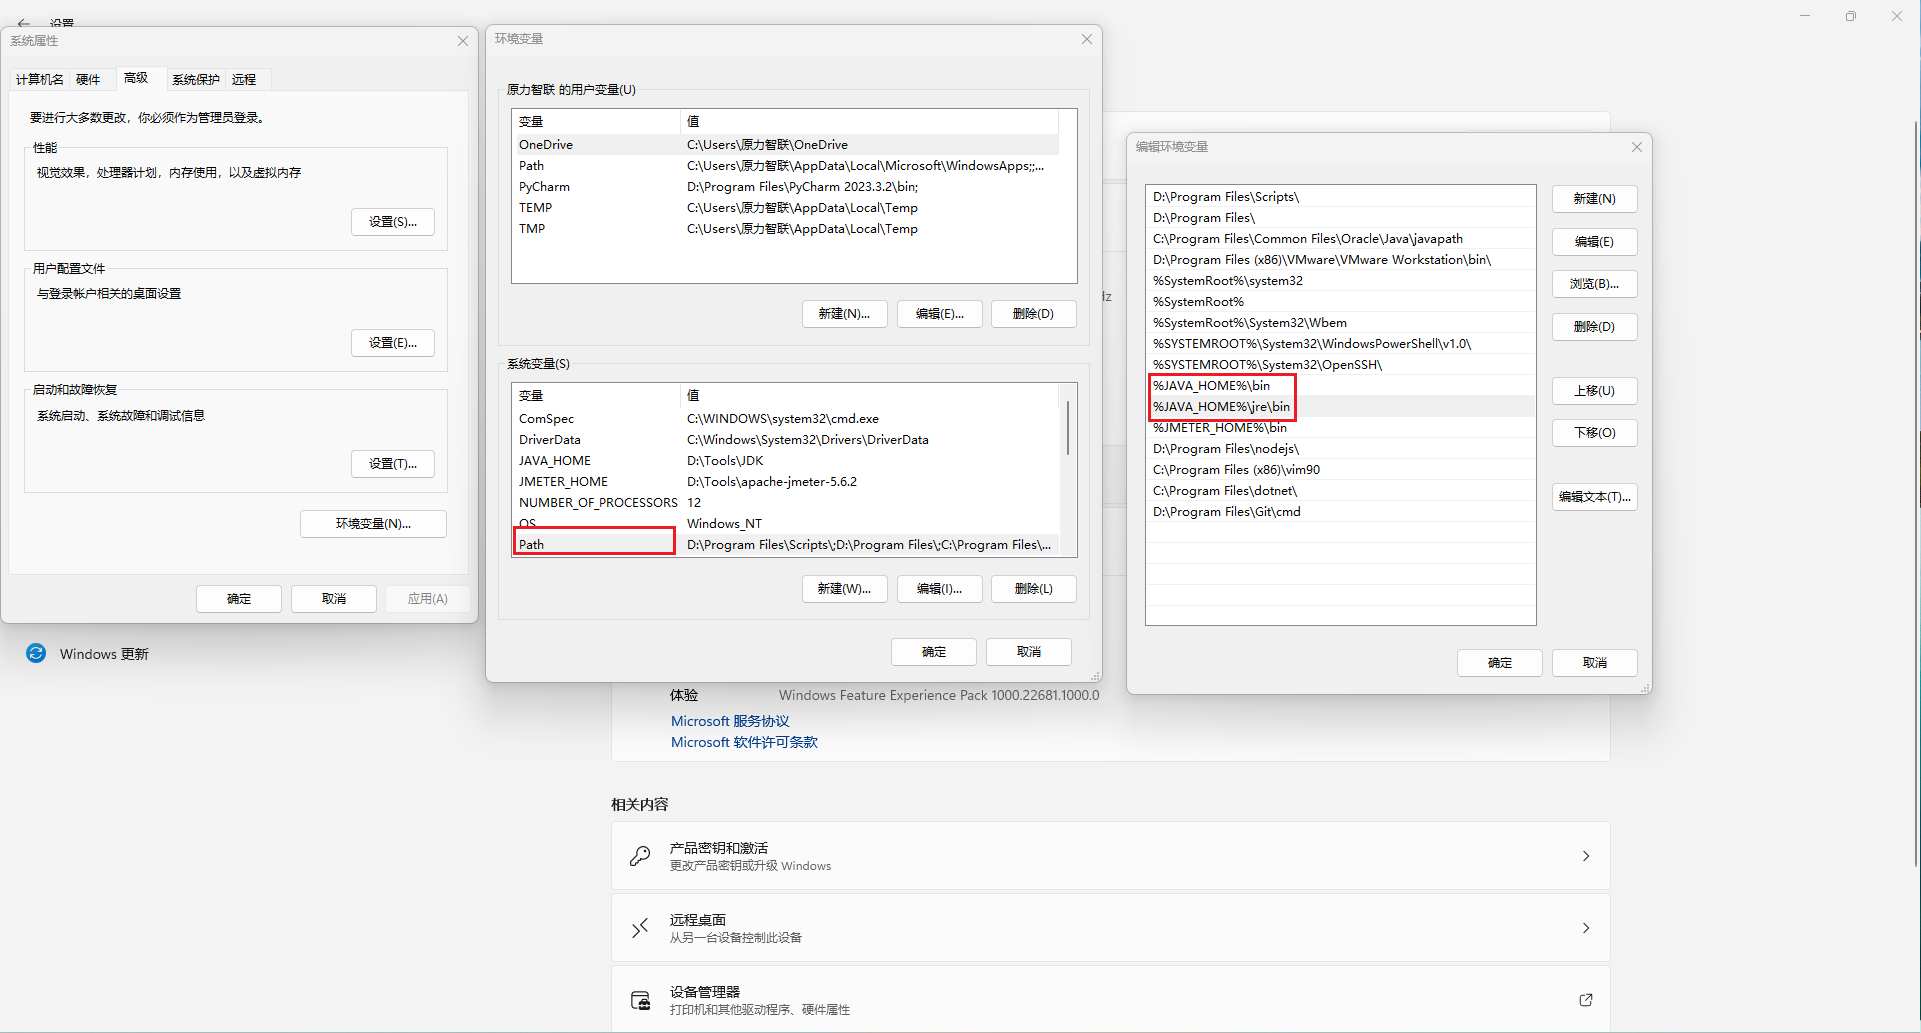 设置
系统属性
计算机名 硬件 高级 系统保护 远程
要进行大多数更改，你必须作为管理员登录。
性能
视觉效果，处理器计划，内存使用，以及虚拟内存
设置(S)...
用户配置文件
与登录帐户相关的桌面设置
设置(E)...
启动和故障恢复
系统启动、系统故障和调试信息
设置(T)...
环境变量(N)...
确定 取消 应用(A)
Windows 更新
环境变量
原力智联 的用户变量(U)
变量 值
OneDrive C:\Users\原力智联\OneDrive
Path C:\Users\原力智联\AppData\Local\Microsoft\WindowsApps;;...
PyCharm D:\Program Files\PyCharm 2023.3.2\bin;
TEMP C:\Users\原力智联\AppData\Local\Temp
TMP C:\Users\原力智联\AppData\Local\Temp
新建(N)... 编辑(E)... 删除(D)
系统变量(S)
变量 值
ComSpec C:\WINDOWS\system32\cmd.exe
DriverData C:\Windows\System32\Drivers\DriverData
JAVA_HOME D:\Tools\JDK
JMETER_HOME D:\Tools\apache-jmeter-5.6.2
NUMBER_OF_PROCESSORS 12
OS Windows_NT
Path D:\Program Files\Scripts\;D:\Program Files\;C:\Program Files\...
新建(W)... 编辑(I)... 删除(L)
确定 取消
Hz
编辑环境变量
D:\Program Files\Scripts\
D:\Program Files\
C:\Program Files\Common Files\Oracle\Java\javapath
D:\Program Files (x86)\VMware\VMware Workstation\bin\
%SystemRoot%\system32
%SystemRoot%
%SystemRoot%\System32\Wbem
%SYSTEMROOT%\System32\WindowsPowerShell\v1.0\
%SYSTEMROOT%\System32\OpenSSH\
%JAVA_HOME%\bin
%JAVA_HOME%\jre\bin
%JMETER_HOME%\bin
D:\Program Files\nodejs\
C:\Program Files (x86)\vim90
C:\Program Files\dotnet\
D:\Program Files\Git\cmd
新建(N)
编辑(E)
浏览(B)...
删除(D)
上移(U)
下移(O)
编辑文本(T)...
确定 取消
体验 Windows Feature Experience Pack 1000.22681.1000.0
Microsoft 服务协议
Microsoft 软件许可条款
相关内容
产品密钥和激活
更改产品密钥或升级 Windows
远程桌面
从另一台设备控制此设备
设备管理器
打印机和其他驱动程序、硬件属性